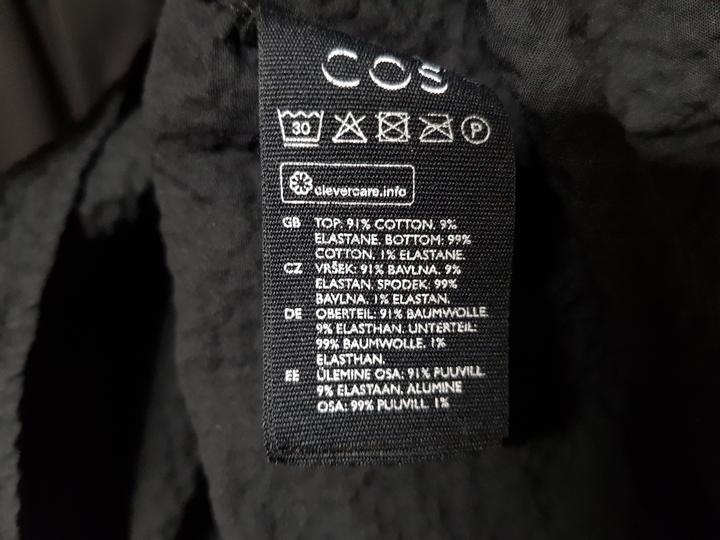 COS
30
P
clevercare.info
GB TOP: 91% COTTON, 9%
ELASTANE. BOTTOM: 99%
COTTON, 1% ELASTANE.
CZ VRŠEK: 91% BAVLNA, 9%
ELASTAN. SPODEK: 99%
BAVLNA, 1% ELASTAN.
DE OBERTEIL: 91% BAUMWOLLE,
9% ELASTHAN. UNTERTEIL:
99% BAUMWOLLE, 1%
ELASTHAN.
EE ÜLEMINE OSA: 91% PUUVILL,
9% ELASTAAN. ALUMINE
OSA: 99% PUUVILL, 1%